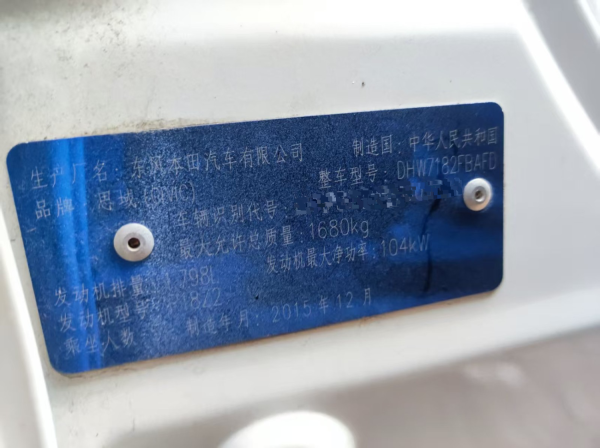 生产厂名：东风本田汽车有限公司 制造国：中华人民共和国
品牌：思域(CIVIC) 整车型号：DHW7182FBAFD
车辆识别代号：
最大允许总质量：1680kg
发动机排量：1.798L 发动机最大净功率：104kW
发动机型号：R18Z2
乘坐人数： 制造年月：2015年12月